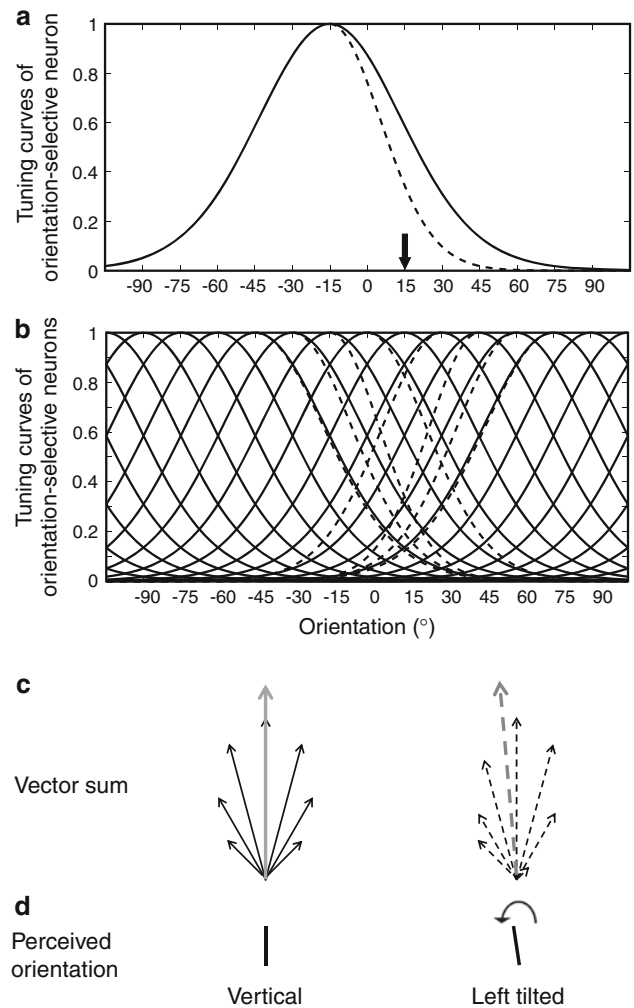 a
Tuning curves of
orientation-selective neuron
1
0.8
0.6
0.4
0.2
0
-90 -75 -60 -45 -30 -15 0 15 30 45 60 75 90
b
Tuning curves of
orientation-selective neurons
1
0.8
0.6
0.4
0.2
0
-90 -75 -60 -45 -30 -15 0 15 30 45 60 75 90
Orientation (°)
c
Vector sum
d
Perceived
orientation
Vertical
Left tilted